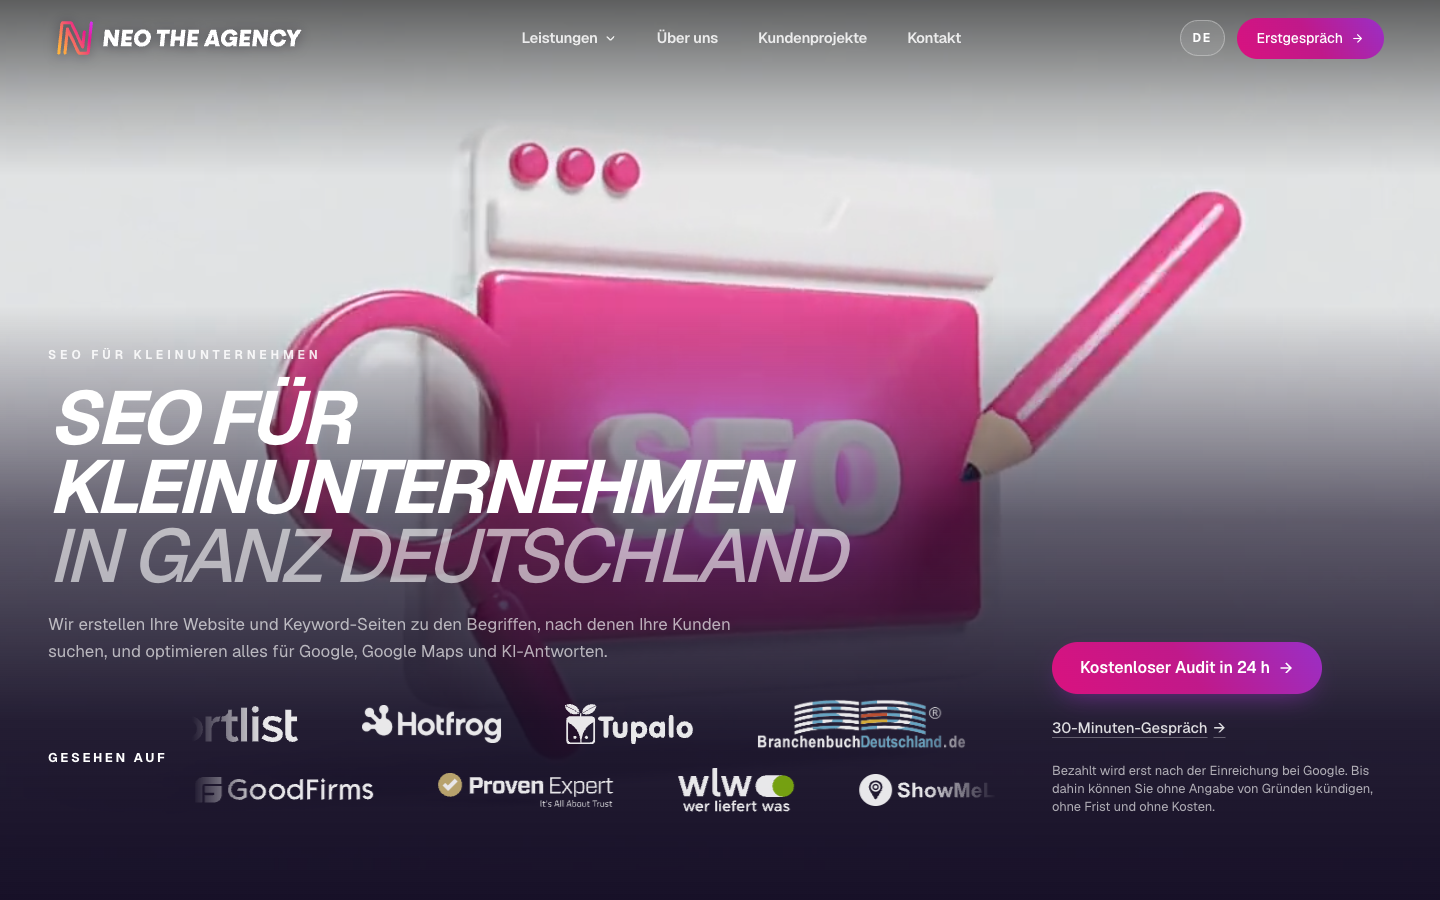 NEO THE AGENCY
Leistungen
Über uns
Kundenprojekte
Kontakt
DE
Erstgespräch →
SEO FÜR KLEINUNTERNEHMEN
SEO FÜR
KLEINUNTERNEHMEN
IN GANZ DEUTSCHLAND
SEO
Wir erstellen Ihre Website und Keyword-Seiten zu den Begriffen, nach denen Ihre Kunden
suchen, und optimieren alles für Google, Google Maps und KI-Antworten.
Kostenloser Audit in 24 h →
30-Minuten-Gespräch →
Bezahlt wird erst nach der Einreichung bei Google. Bis
dahin können Sie ohne Angabe von Gründen kündigen,
ohne Frist und ohne Kosten.
GESEHEN AUF
rtlist
Hotfrog
Tupalo
BranchenbuchDeutschland.de
®
GoodFirms
Proven Expert
It's All About Trust
wlw
wer liefert was
ShowMeL